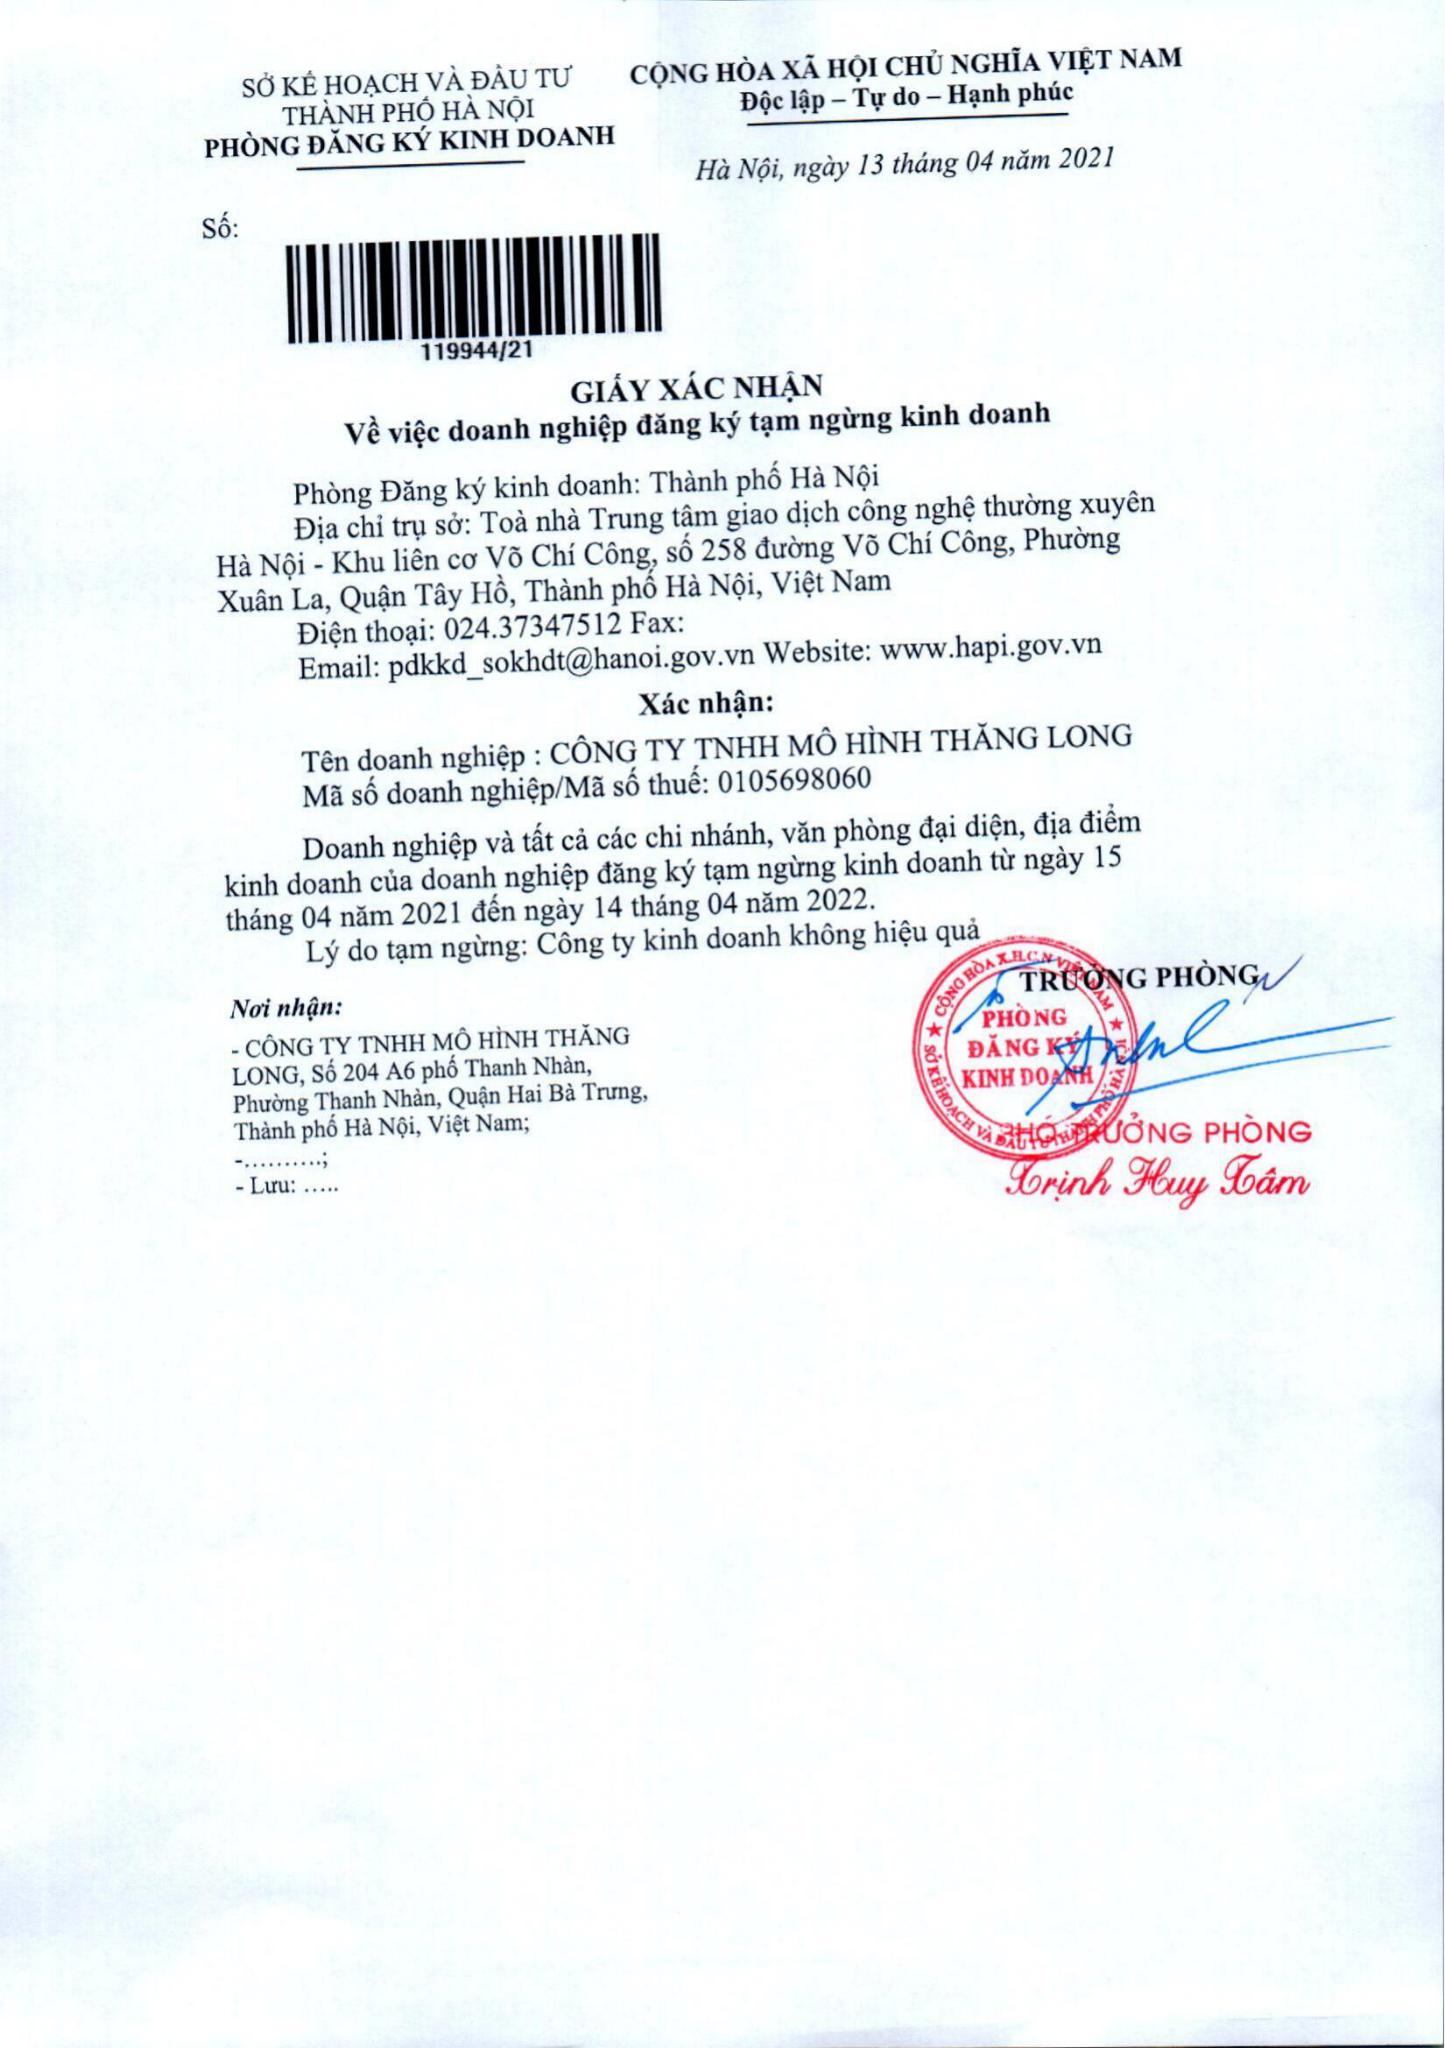 SỞ KẾ HOẠCH VÀ ĐẦU TƯ
THÀNH PHỐ HÀ NỘI
PHÒNG ĐĂNG KÝ KINH DOANH
CỘNG HÒA XÃ HỘI CHỦ NGHĨA VIỆT NAM
Độc lập – Tự do – Hạnh phúc
Hà Nội, ngày 13 tháng 04 năm 2021
Số:
119944/21
GIẤY XÁC NHẬN
Về việc doanh nghiệp đăng ký tạm ngừng kinh doanh
Phòng Đăng ký kinh doanh: Thành phố Hà Nội
Địa chỉ trụ sở: Toà nhà Trung tâm giao dịch công nghệ thường xuyên
Hà Nội - Khu liên cơ Võ Chí Công, số 258 đường Võ Chí Công, Phường
Xuân La, Quận Tây Hồ, Thành phố Hà Nội, Việt Nam
Điện thoại: 024.37347512 Fax:
Email: pdkkd_sokhdt@hanoi.gov.vn Website: www.hapi.gov.vn
Xác nhận:
Tên doanh nghiệp : CÔNG TY TNHH MÔ HÌNH THĂNG LONG
Mã số doanh nghiệp/Mã số thuế: 0105698060
Doanh nghiệp và tất cả các chi nhánh, văn phòng đại diện, địa điểm
kinh doanh của doanh nghiệp đăng ký tạm ngừng kinh doanh từ ngày 15
tháng 04 năm 2021 đến ngày 14 tháng 04 năm 2022.
Lý do tạm ngừng: Công ty kinh doanh không hiệu quả
Nơi nhận:
- CÔNG TY TNHH MÔ HÌNH THĂNG
LONG, Số 204 A6 phố Thanh Nhàn,
Phường Thanh Nhàn, Quận Hai Bà Trưng,
Thành phố Hà Nội, Việt Nam;
-……….;
- Lưu: …..
TRƯỞNG PHÒNG
CỘNG HÒA X.H.C.N VIỆT NAM
PHÒNG
ĐĂNG KÝ
KINH DOANH
SỞ KẾ HOẠCH VÀ ĐẦU TƯ THÀNH PHỐ HÀ NỘI
PHÓ TRƯỞNG PHÒNG
Trịnh Huy Tâm